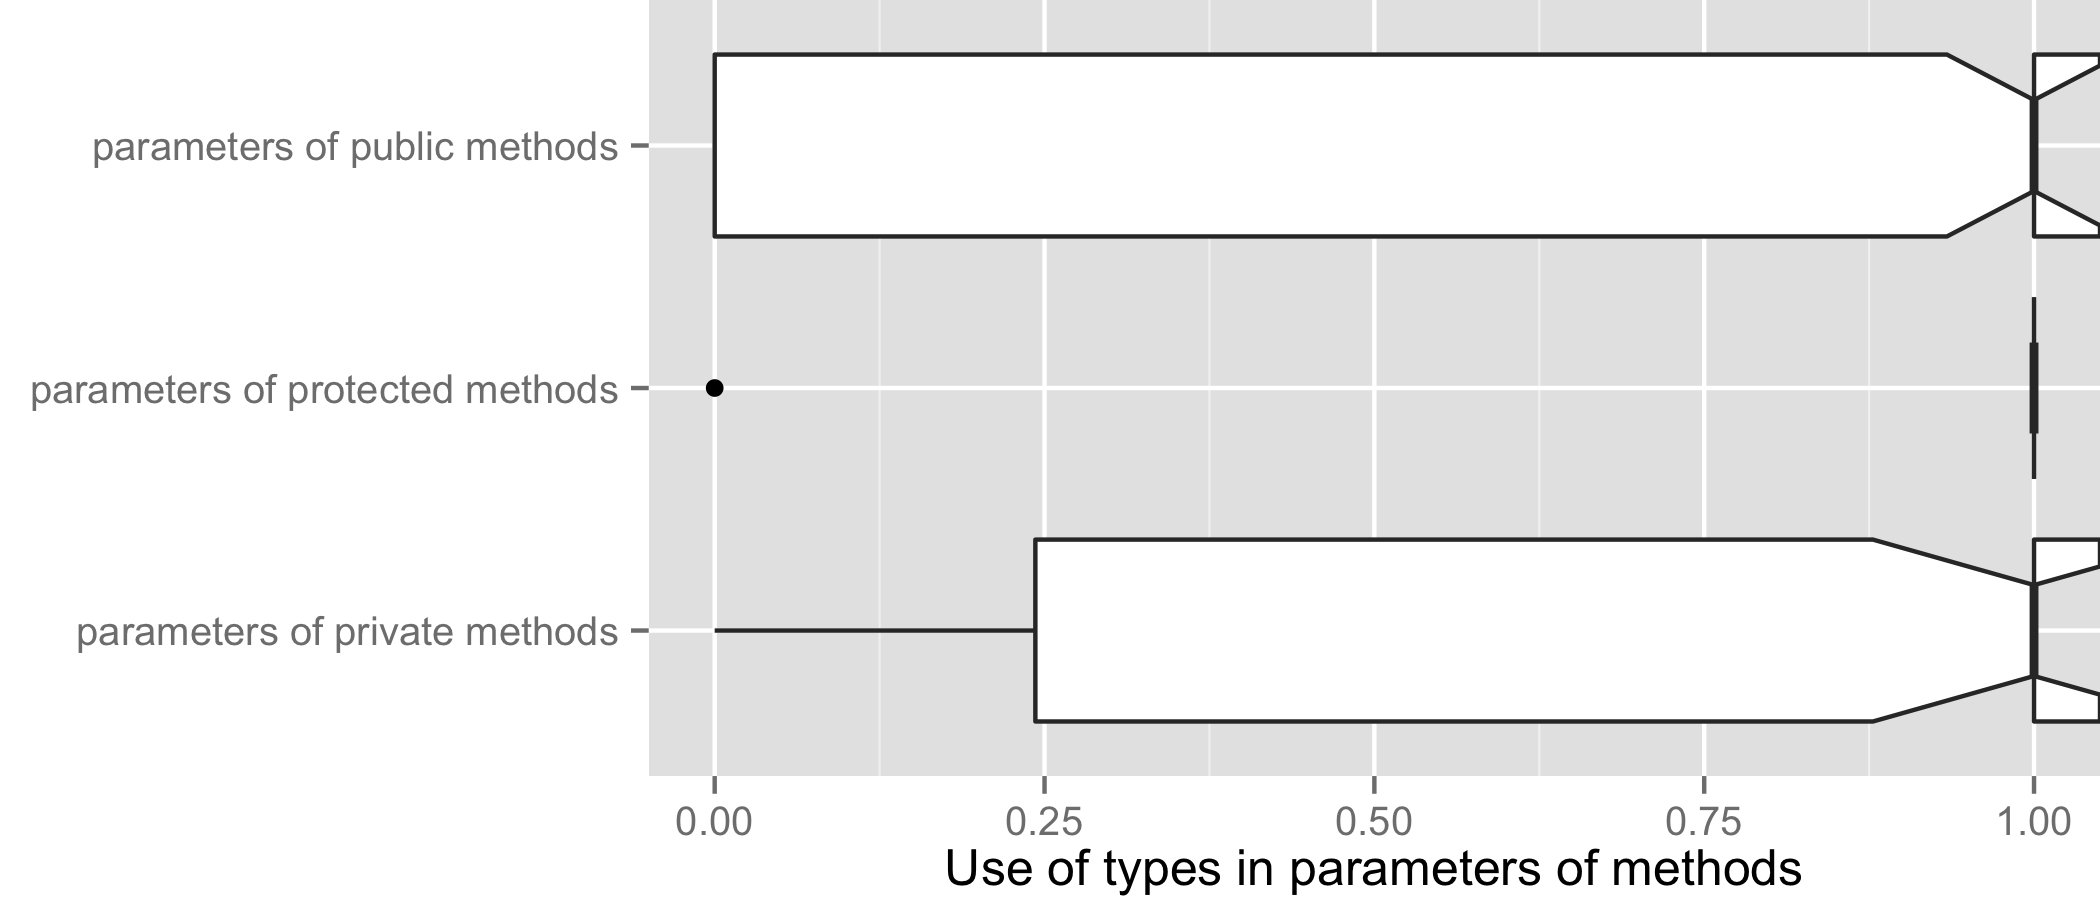 parameters of public methods
parameters of protected methods
parameters of private methods
0.00 0.25 0.50 0.75 1.00
Use of types in parameters of methods